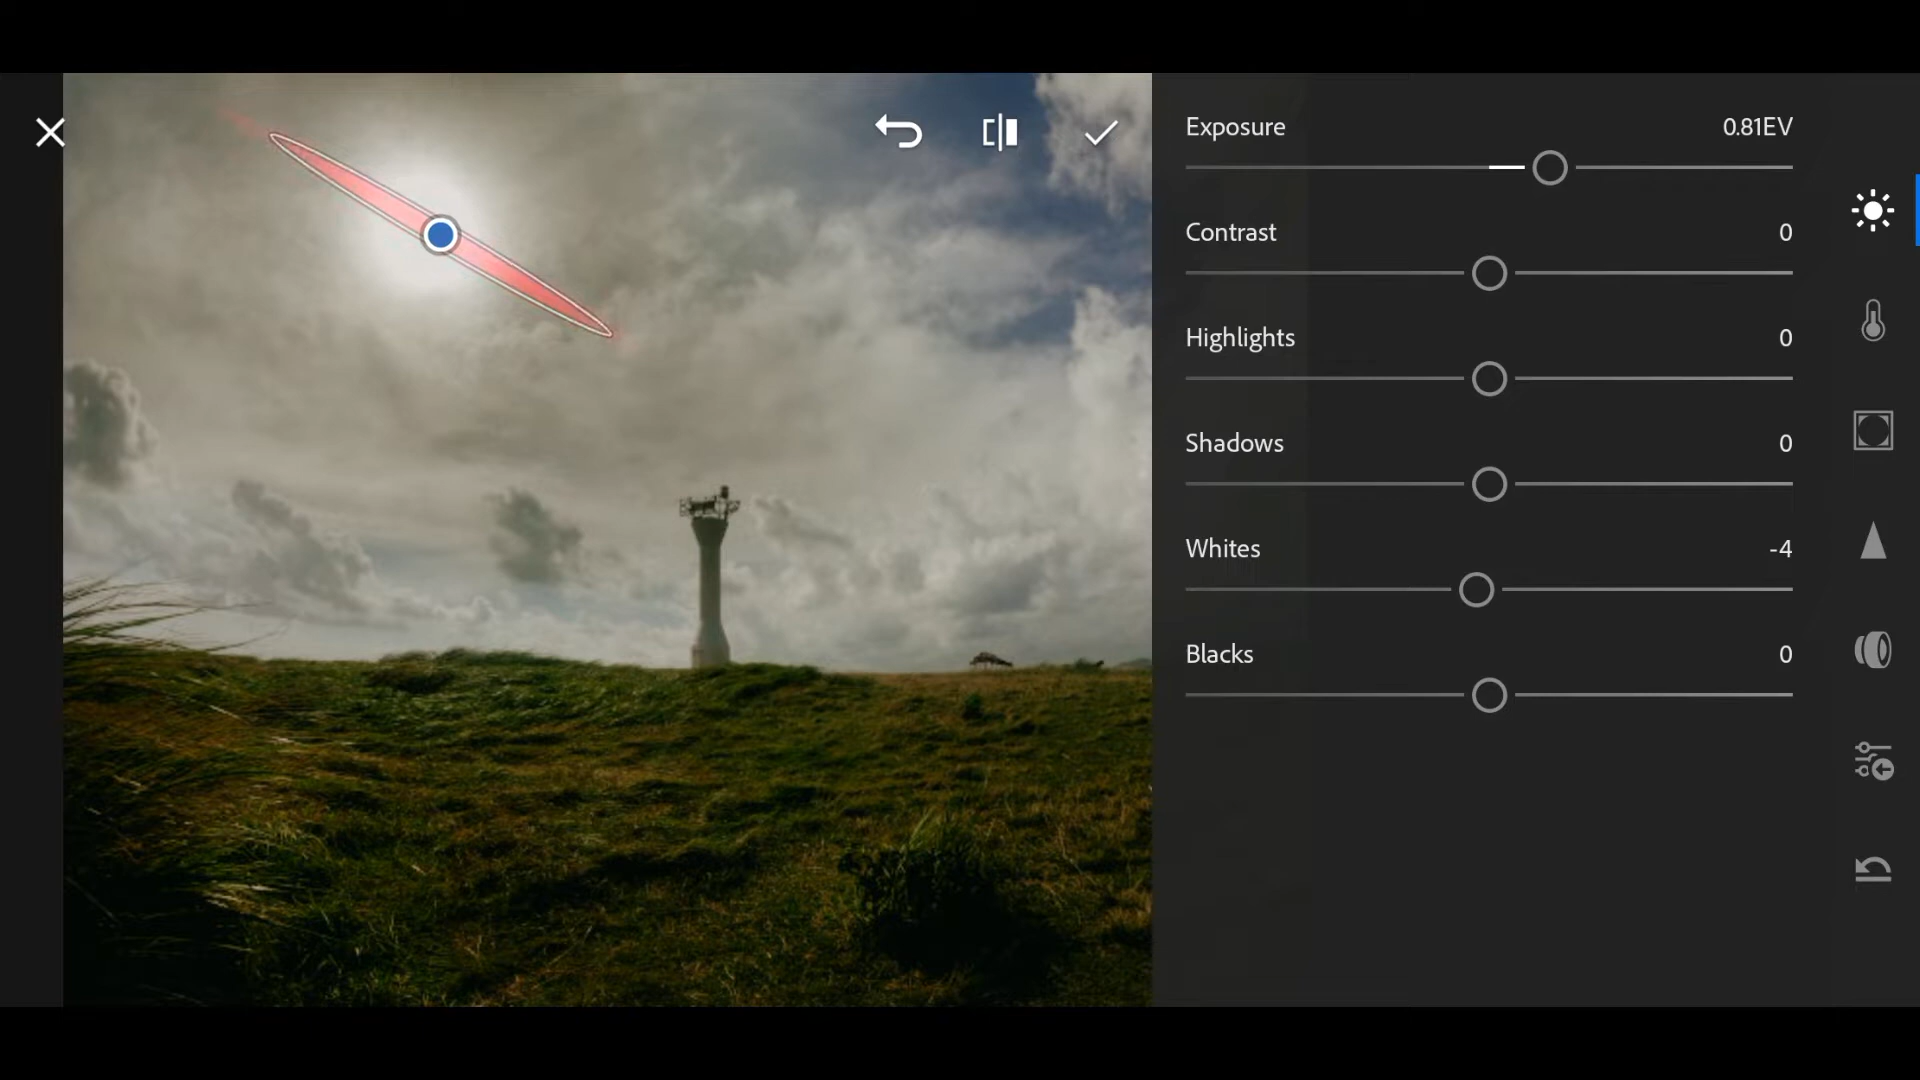 Exposure 0.81EV
Contrast 0
Highlights 0
Shadows 0
Whites -4
Blacks 0